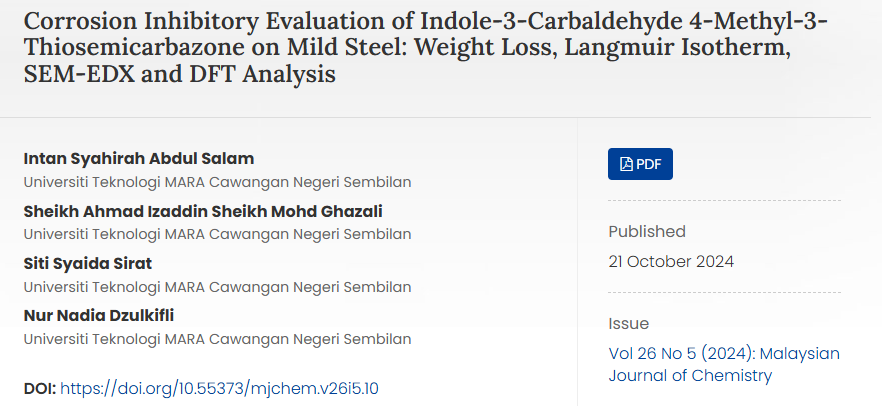 Corrosion Inhibitory Evaluation of Indole-3-Carbaldehyde 4-Methyl-3-
Thiosemicarbazone on Mild Steel: Weight Loss, Langmuir Isotherm,
SEM-EDX and DFT Analysis
Intan Syahirah Abdul Salam
Universiti Teknologi MARA Cawangan Negeri Sembilan
Sheikh Ahmad Izaddin Sheikh Mohd Ghazali
Universiti Teknologi MARA Cawangan Negeri Sembilan
Siti Syaida Sirat
Universiti Teknologi MARA Cawangan Negeri Sembilan
Nur Nadia Dzulkifli
Universiti Teknologi MARA Cawangan Negeri Sembilan
DOI: https://doi.org/10.55373/mjchem.v26i5.10
PDF
Published
21 October 2024
Issue
Vol 26 No 5 (2024): Malaysian
Journal of Chemistry